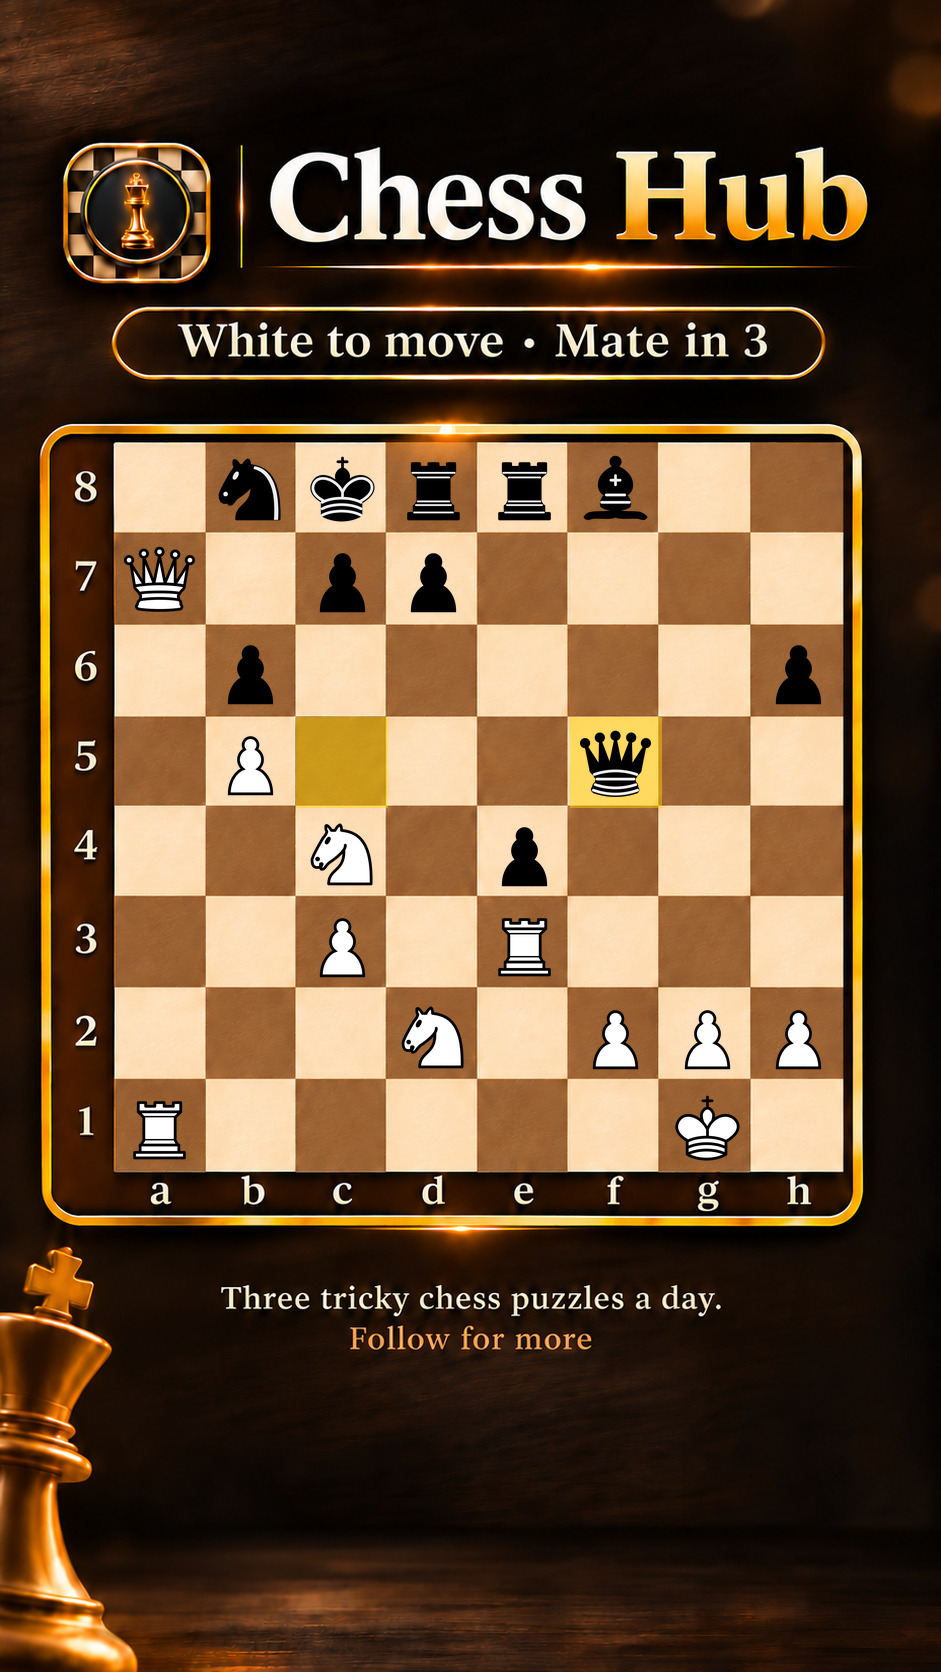 Chess Hub
White to move • Mate in 3
8
7
6
5
4
3
2
1
a b c d e f g h
Three tricky chess puzzles a day.
Follow for more